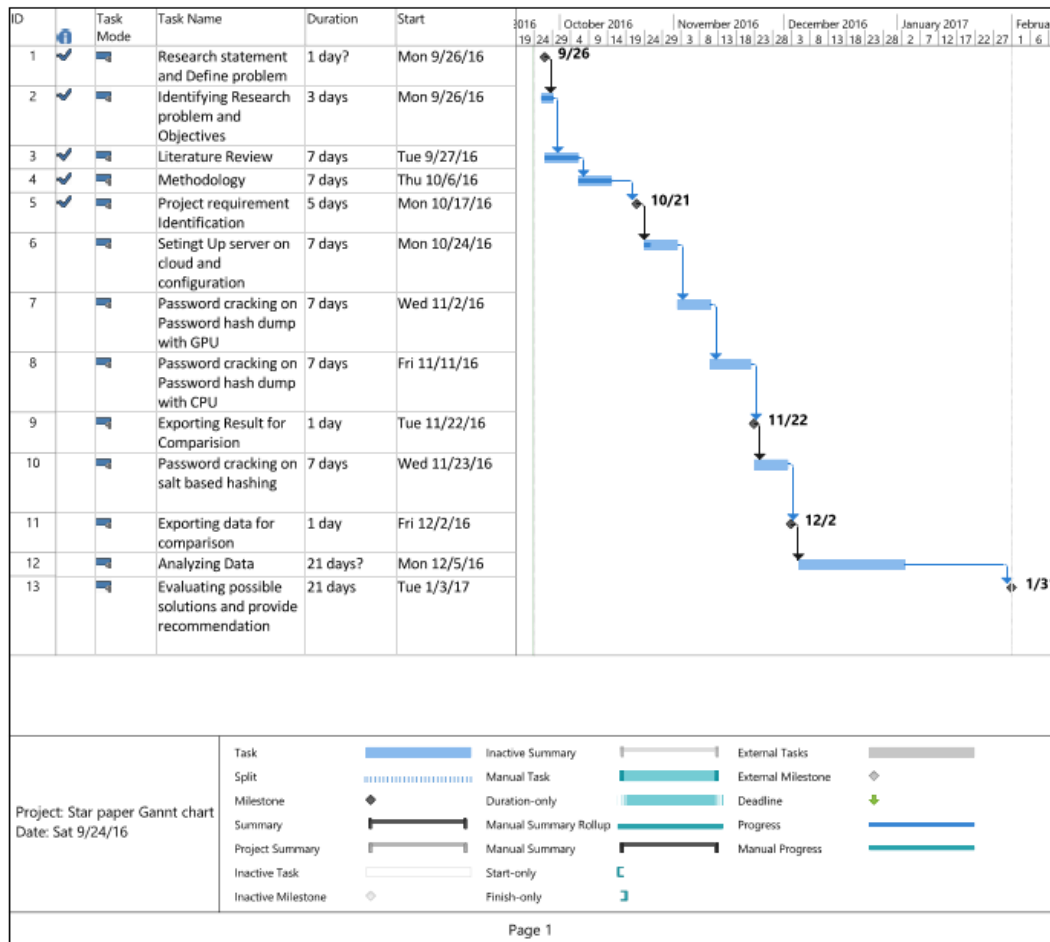 ID Task Mode Task Name Duration Start 2016 October 2016 November 2016 December 2016 January 2017 Februar
19 24 29 4 9 14 19 24 29 3 8 13 18 23 28 3 8 13 18 23 28 2 7 12 17 22 27 1 6
1 Research statement and Define problem 1 day? Mon 9/26/16 9/26
2 Identifying Research problem and Objectives 3 days Mon 9/26/16
3 Literature Review 7 days Tue 9/27/16
4 Methodology 7 days Thu 10/6/16
5 Project requirement Identification 5 days Mon 10/17/16 10/21
6 Setingt Up server on cloud and configuration 7 days Mon 10/24/16
7 Password cracking on Password hash dump with GPU 7 days Wed 11/2/16
8 Password cracking on Password hash dump with CPU 7 days Fri 11/11/16
9 Exporting Result for Comparision 1 day Tue 11/22/16 11/22
10 Password cracking on salt based hashing 7 days Wed 11/23/16
11 Exporting data for comparison 1 day Fri 12/2/16 12/2
12 Analyzing Data 21 days? Mon 12/5/16
13 Evaluating possible solutions and provide recommendation 21 days Tue 1/3/17 1/31
Project: Star paper Gannt chart
Date: Sat 9/24/16
Task Inactive Summary External Tasks
Split Manual Task External Milestone
Milestone Duration-only Deadline
Summary Manual Summary Rollup Progress
Project Summary Manual Summary Manual Progress
Inactive Task Start-only
Inactive Milestone Finish-only
Page 1